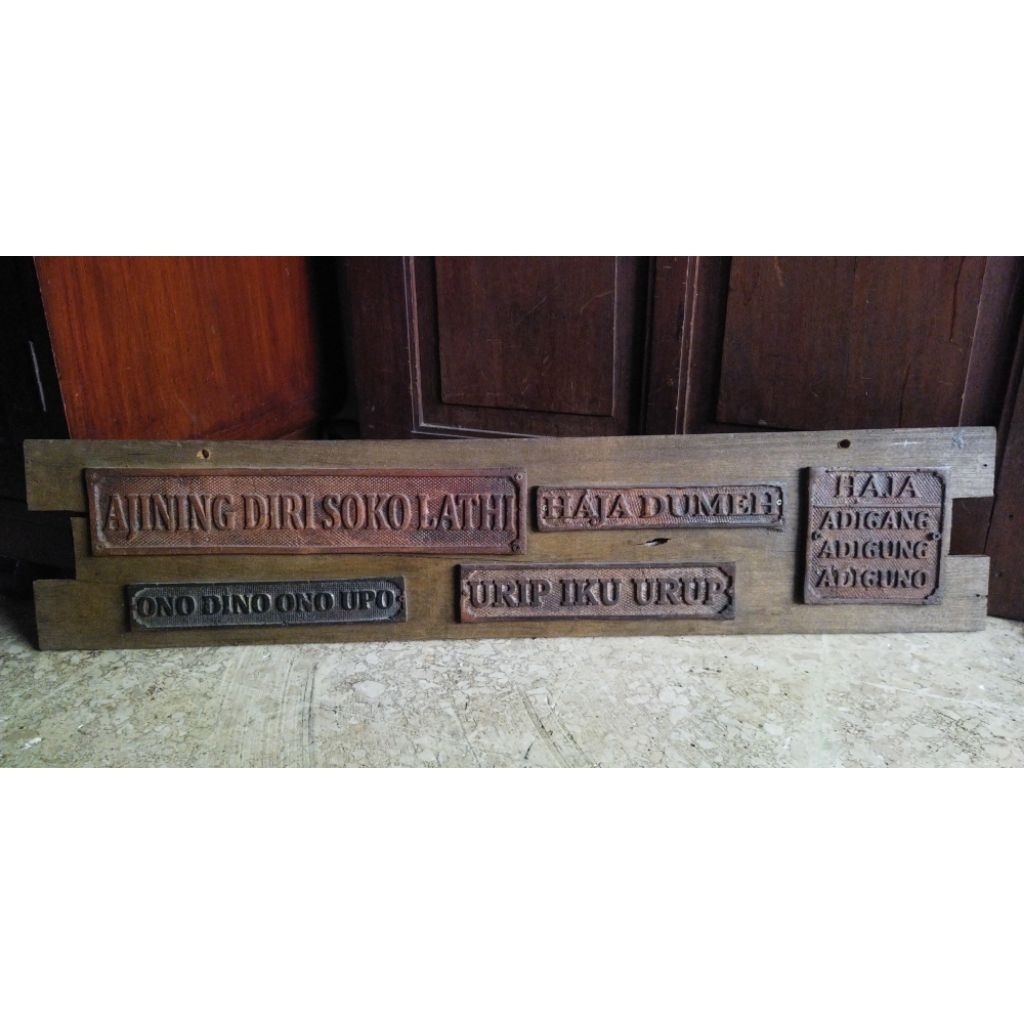 AJINING DIRI SOKO LATHI
HAJA DUMEH
HAJA
ADIGANG
ADIGUNG
ADIGUNO
ONO DINO ONO UPO
URIP IKU URUP